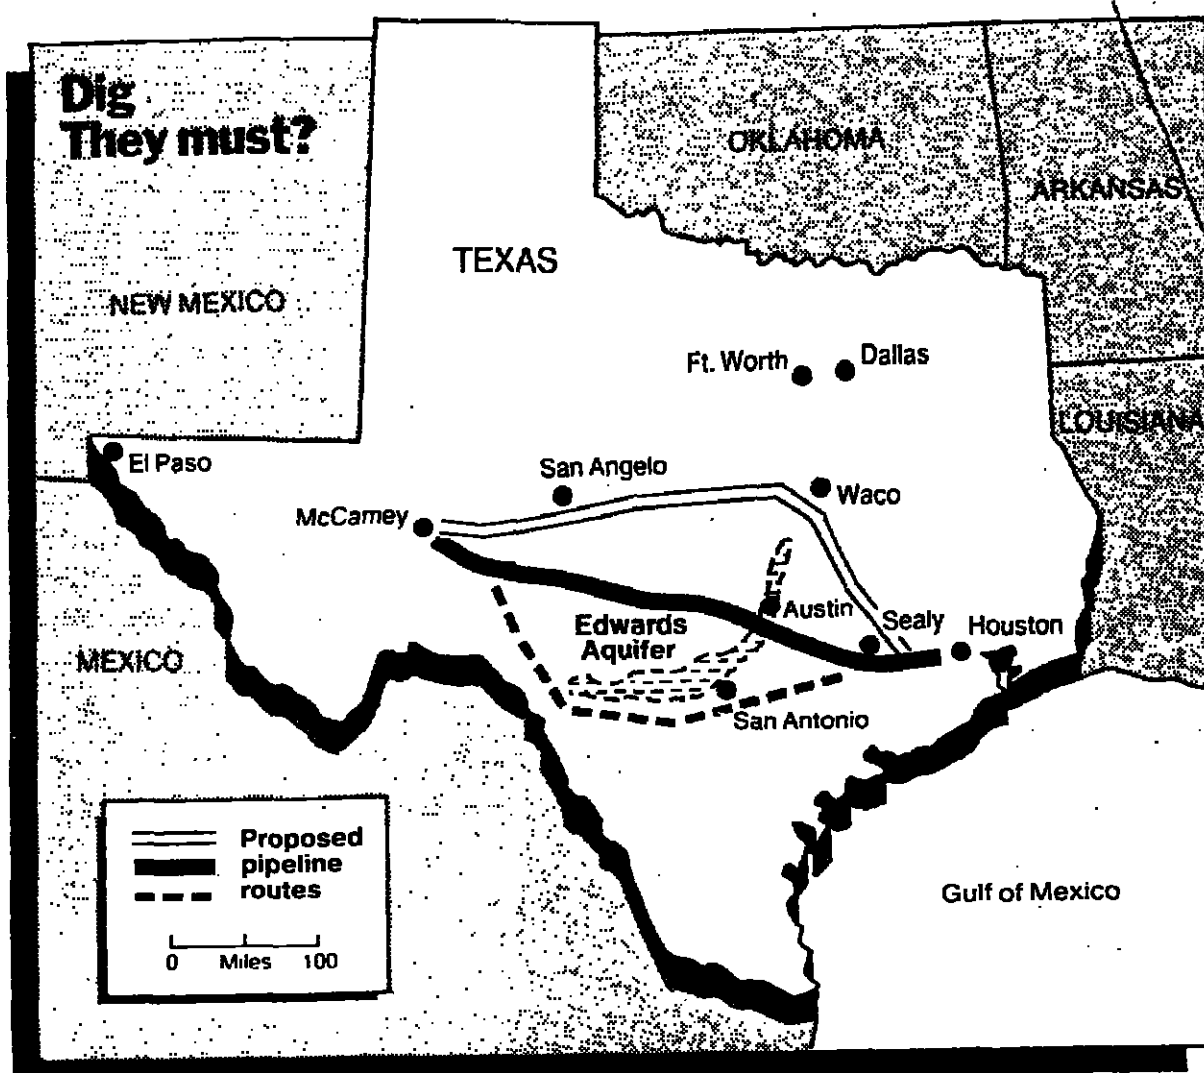 Dig
They must?
OKLAHOMA
ARKANSAS
TEXAS
NEW MEXICO
Ft. Worth
Dallas
LOUISIANA
El Paso
San Angelo
Waco
McCamey
Austin
Sealy
Houston
Edwards
Aquifer
MEXICO
San Antonio
Proposed
pipeline
routes
0 Miles 100
Gulf of Mexico